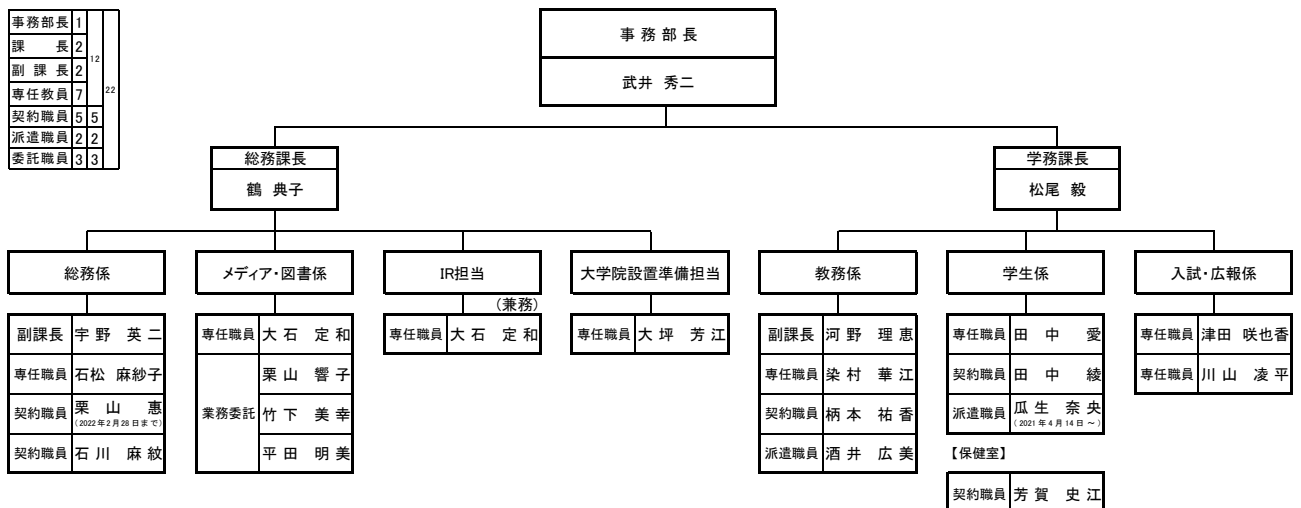 事務部長 1
課長 2
副課長 2
専任教員 7
12
22
契約職員 5 5
派遣職員 2 2
委託職員 3 3
事務部長
武井 秀二
総務課長
鶴 典子
学務課長
松尾 毅
総務係
メディア・図書係
IR担当
大学院設置準備担当
教務係
学生係
入試・広報係
副課長 宇野 英二
専任職員 石松 麻紗子
契約職員 栗山 恵
(2022年2月28日まで)
契約職員 石川 麻紋
専任職員 大石 定和
業務委託
栗山 響子
竹下 美幸
平田 明美
(兼務)
専任職員 大石 定和
専任職員 大坪 芳江
副課長 河野 理恵
専任職員 染村 華江
契約職員 柄本 祐香
派遣職員 酒井 広美
専任職員 田中 愛
契約職員 田中 綾
派遣職員 瓜生 奈央
(2021年4月14日~)
【保健室】
契約職員 芳賀 史江
専任職員 津田 咲也香
専任職員 川山 凌平